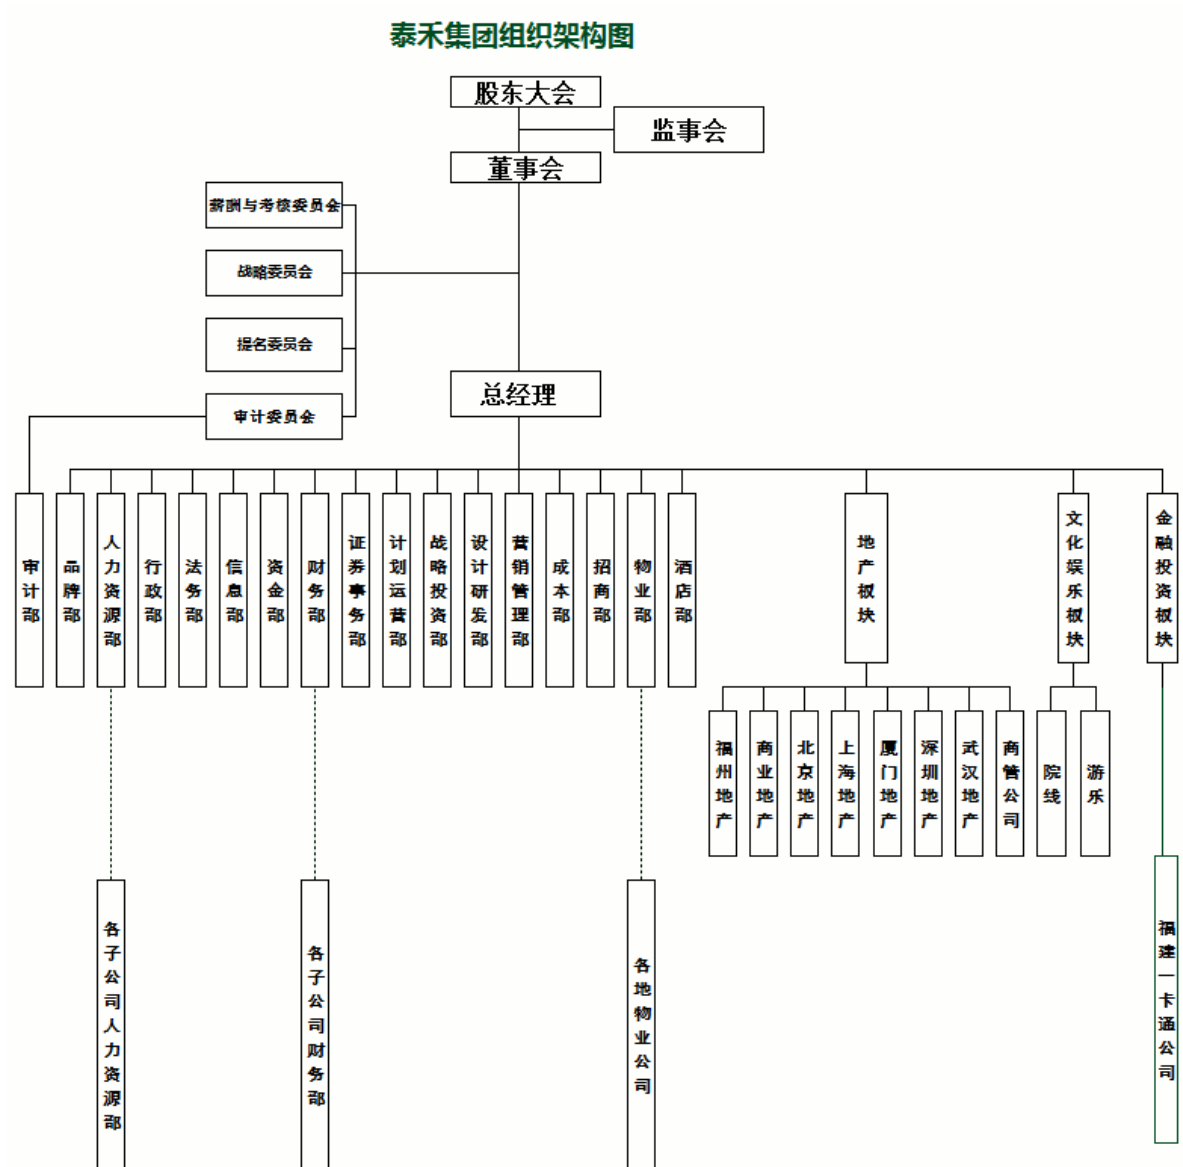 泰禾集团组织架构图
股东大会
监事会
董事会
薪酬与考核委员会
战略委员会
提名委员会
总经理
审计委员会
审计部
品牌部
人力资源部
行政部
法务部
信息部
资金部
财务部
证券事务部
计划运营部
战略投资部
设计研发部
营销管理部
成本部
招商部
物业部
酒店部
地产板块
文化娱乐板块
金融投资板块
福州地产
商业地产
北京地产
上海地产
厦门地产
深圳地产
武汉地产
商管公司
院线
游乐
各子公司人力资源部
各子公司财务部
各地物业公司
福建一卡通公司